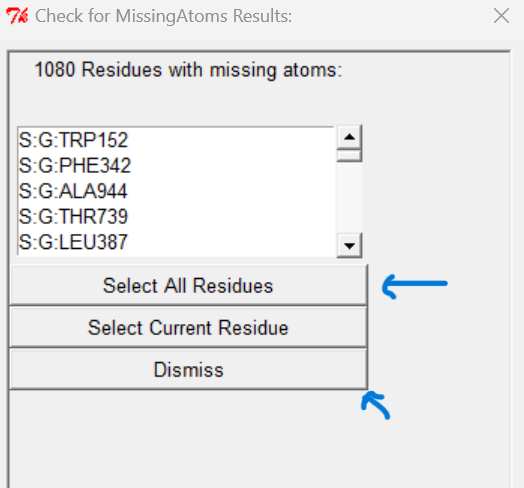 Check for MissingAtoms Results:
1080 Residues with missing atoms:
S:G:TRP152
S:G:PHE342
S:G:ALA944
S:G:THR739
S:G:LEU387
Select All Residues
Select Current Residue
Dismiss